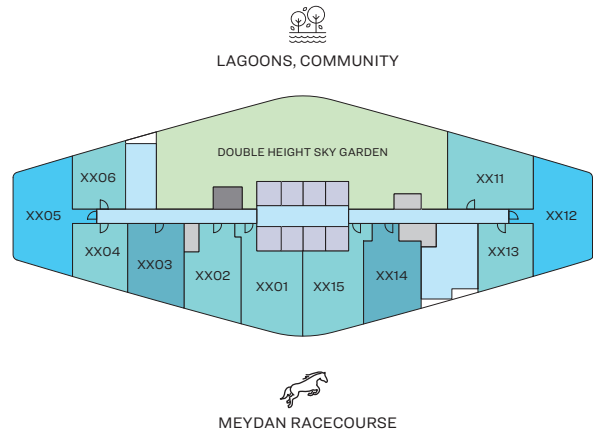 LAGOONS, COMMUNITY
DOUBLE HEIGHT SKY GARDEN
XX06
XX11
XX05
XX12
XX04
XX03
XX02
XX01
XX15
XX14
XX13
MEYDAN RACECOURSE